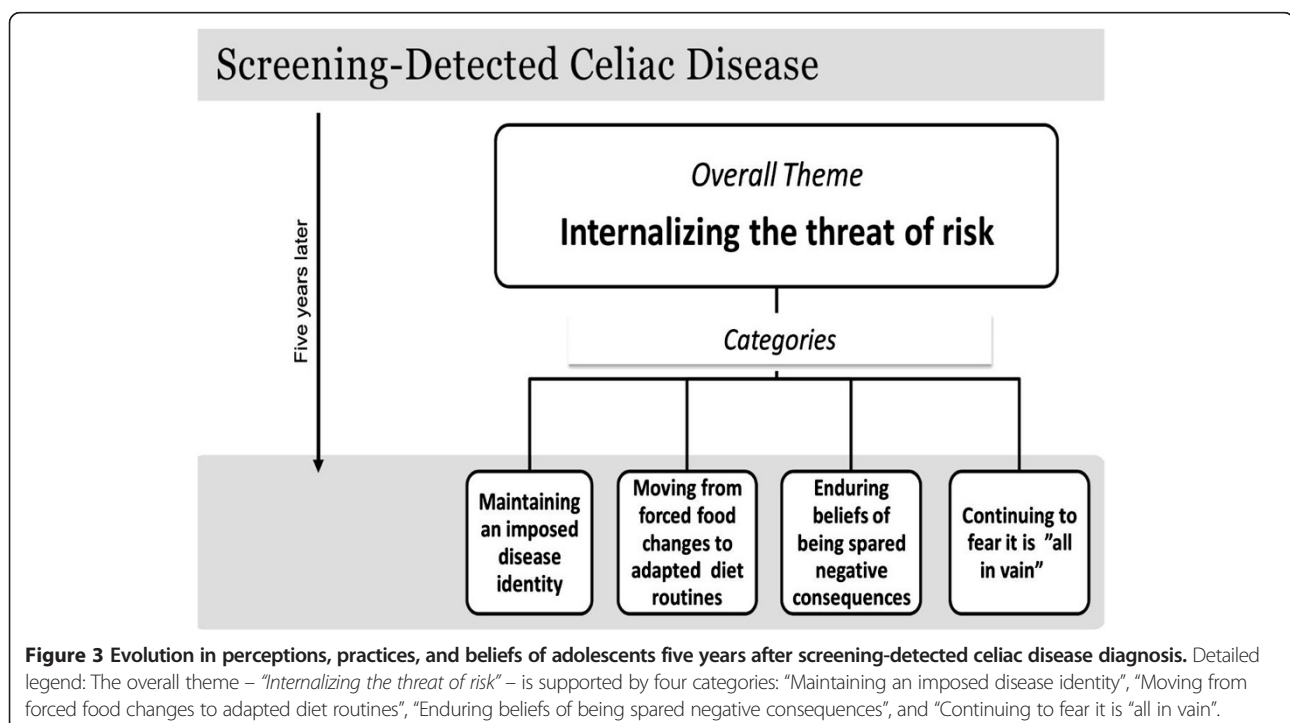 Screening-Detected Celiac Disease
Five years later
Overall Theme
Internalizing the threat of risk
Categories
Maintaining
an imposed
disease
identity
Moving from
forced food
changes to
adapted diet
routines
Enduring
beliefs of
being spared
negative
consequences
Continuing to
fear it is ”all
in vain”
Figure 3 Evolution in perceptions, practices, and beliefs of adolescents five years after screening-detected celiac disease diagnosis. Detailed
legend: The overall theme – “Internalizing the threat of risk” – is supported by four categories: “Maintaining an imposed disease identity”, “Moving from
forced food changes to adapted diet routines”, “Enduring beliefs of being spared negative consequences”, and “Continuing to fear it is “all in vain”.